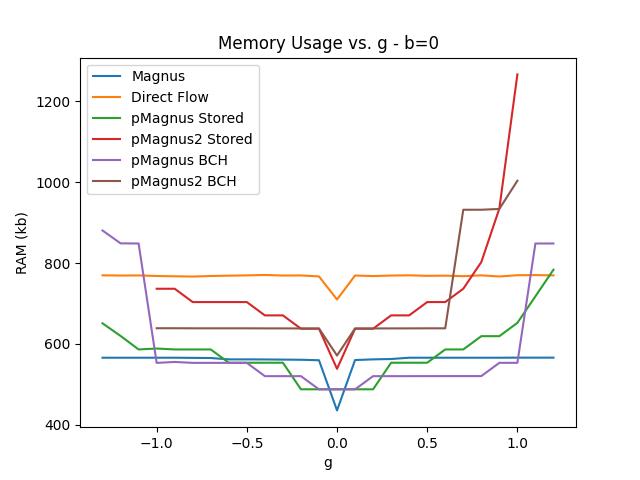 Memory Usage vs. g - b=0
Magnus
Direct Flow
pMagnus Stored
pMagnus2 Stored
pMagnus BCH
pMagnus2 BCH
RAM (kb)
1200
1000
800
600
400
−1.0
−0.5
0.0
0.5
1.0
g